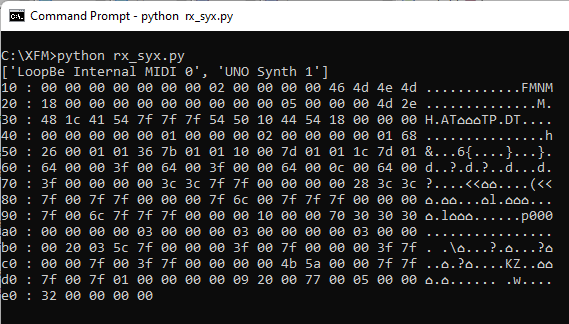 Command Prompt - python rx_syx.py
C:\XFM>python rx_syx.py
['LoopBe Internal MIDI 0', 'UNO Synth 1']
10 : 00 00 00 00 00 00 02 00 00 00 00 46 4d 4e 4d ............FMNM
20 : 18 00 00 00 00 00 00 00 00 05 00 00 00 4d 2e ..............M.
30 : 48 1c 41 54 7f 7f 7f 54 50 10 44 54 18 00 00 00 H.AT⌂⌂⌂TP.DT....
40 : 00 00 00 00 00 01 00 00 00 02 00 00 00 00 01 68 ...............h
50 : 26 00 01 01 36 7b 01 01 10 00 7d 01 01 1c 7d 01 &...6{....}...}.
60 : 64 00 00 3f 00 64 00 3f 00 00 64 00 0c 00 64 00 d..?.d.?..d...d.
70 : 3f 00 00 00 00 3c 3c 7f 7f 00 00 00 00 28 3c 3c ?....<<⌂⌂....(<<
80 : 7f 00 7f 7f 00 00 00 00 7f 6c 00 7f 7f 7f 00 00 ⌂.⌂⌂....⌂l.⌂⌂⌂..
90 : 7f 00 6c 7f 7f 7f 00 00 00 10 00 00 70 30 30 30 ⌂.l⌂⌂⌂......p000
a0 : 00 00 00 00 03 00 00 00 03 00 00 00 00 03 00 00 ................
b0 : 00 20 03 5c 7f 00 00 00 3f 00 7f 00 00 00 3f 7f . .\⌂...?.⌂...?⌂
c0 : 00 00 7f 00 3f 7f 00 00 00 00 4b 5a 00 00 7f 7f ..⌂.?⌂....KZ..⌂⌂
d0 : 7f 00 7f 01 00 00 00 00 09 20 00 77 00 05 00 00 ⌂.⌂...... .w....
e0 : 32 00 00 00 00